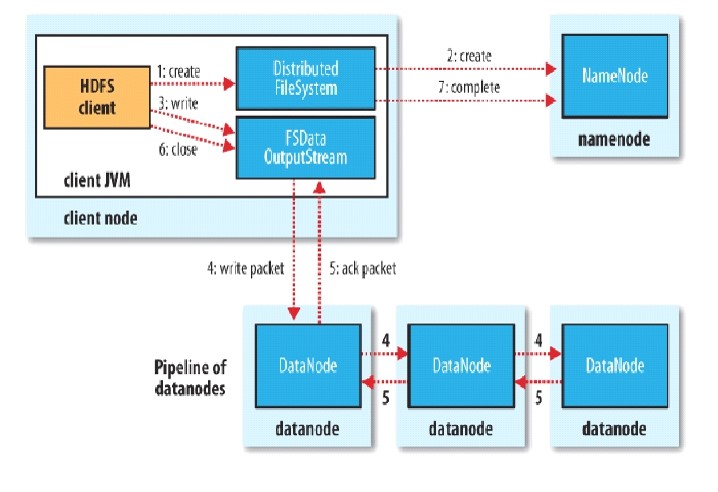 1: create
Distributed
FileSystem
2: create
NameNode
HDFS
client
3: write
7: complete
namenode
6: close
FSData
OutputStream
client JVM
client node
4: write packet
5: ack packet
Pipeline of
datanodes
DataNode
4
5
DataNode
4
5
DataNode
datanode
datanode
datanode